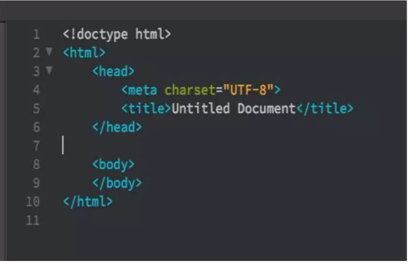 1 <!doctype html>
2 <html>
3 <head>
4 <meta charset="UTF-8">
5 <title>Untitled Document</title>
6 </head>
7
8 <body>
9 </body>
10 </html>
11